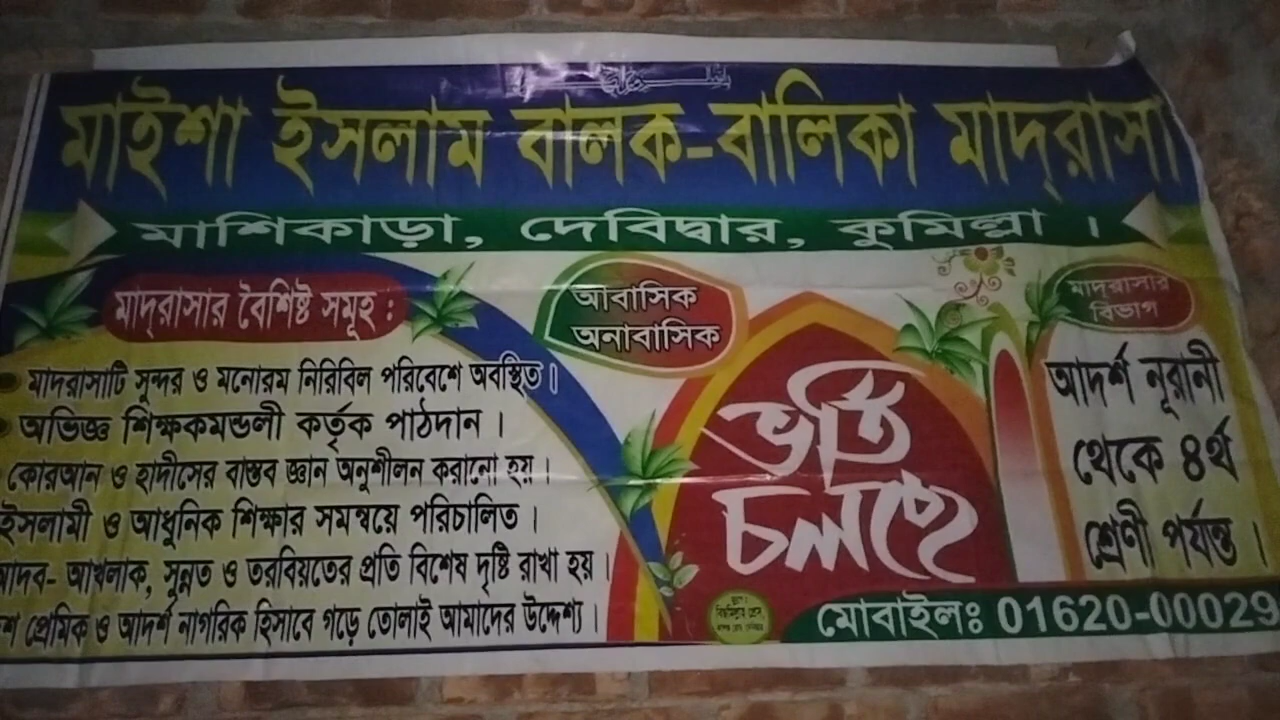 মাইশা ইসলাম বালক-বালিকা মাদ্‌রাসা
মাশিকাড়া, দেবিদ্বার, কুমিল্লা ।
মাদ্‌রাসার বৈশিষ্ট সমূহ :
মাদরাসাটি সুন্দর ও মনোরম নিরিবিল পরিবেশে অবস্থিত।
অভিজ্ঞ শিক্ষকমন্ডলী কর্তৃক পাঠদান ।
কোরআন ও হাদীসের বাস্তব জ্ঞান অনুশীলন করানো হয় ।
ইসলামী ও আধুনিক শিক্ষার সমন্বয়ে পরিচালিত ।
আদব- আখলাক, সুন্নত ও তরবিয়তের প্রতি বিশেষ দৃষ্টি রাখা হয় ।
প্রেমিক ও আদর্শ নাগরিক হিসাবে গড়ে তোলাই আমাদের উদ্দেশ্য ।
আবাসিক
অনাবাসিক
ভর্তি
চলছে
মাদ্‌রাসার
বিভাগ
আদর্শ নূরানী
থেকে ৪র্থ
শ্রেণী পর্যন্ত ।
মোবাইলঃ 01620-00029